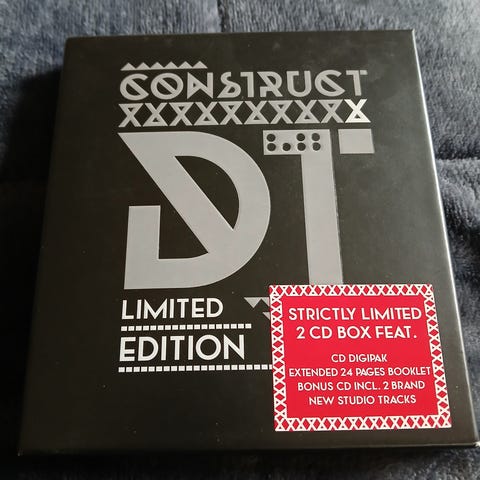 CONSTRUCT
DT
LIMITED
EDITION
STRICTLY LIMITED
2 CD BOX FEAT.
CD DIGIPAK
EXTENDED 24 PAGES BOOKLET
BONUS CD INCL. 2 BRAND
NEW STUDIO TRACKS